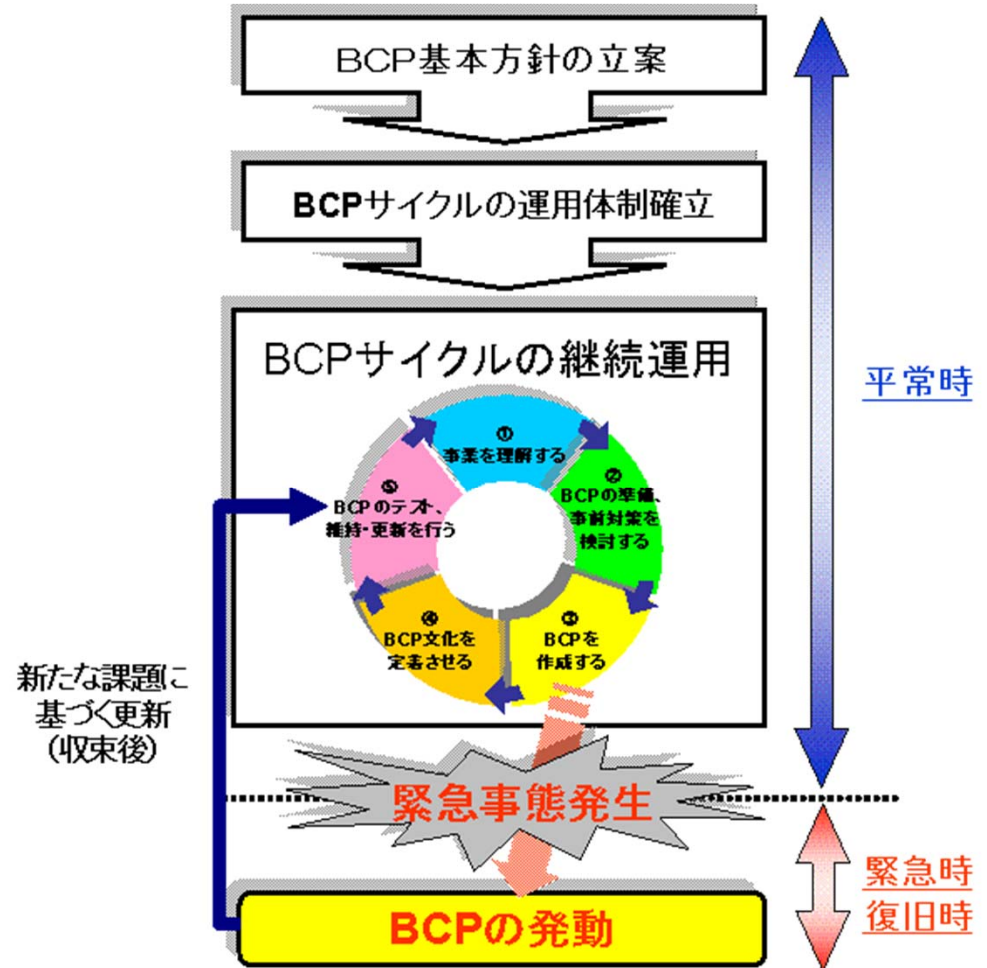 BCP基本方針の立案
BCPサイクルの運用体制確立
BCPサイクルの継続運用
①
事業を理解する
②
BCPの準備、
事前対策を
検討する
③
BCPを
作成する
④
BCP文化を
定着させる
⑤
BCPのテスト、
維持・更新を行う
平常時
新たな課題に
基づく更新
(収束後)
緊急事態発生
緊急時
復旧時
BCPの発動